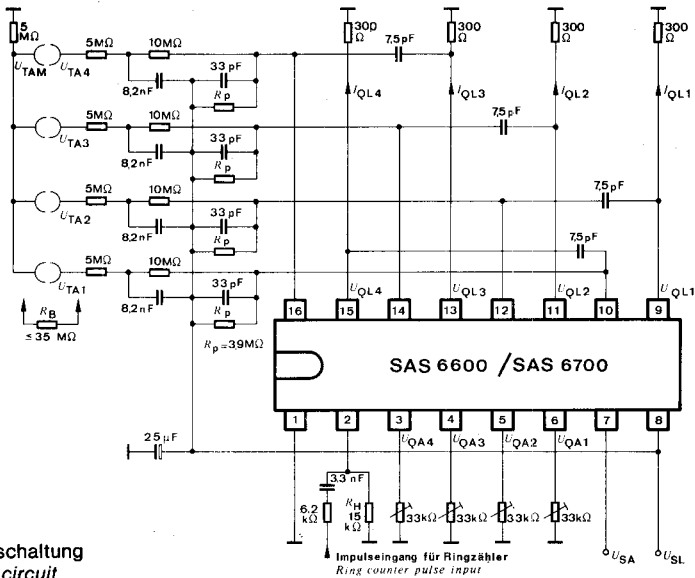 5 MΩ
300 Ω
300 Ω
300 Ω
300 Ω
U_TAM
U_TA4
5MΩ
10MΩ
8,2nF
33pF
R_p
7,5pF
I_QL4
I_QL3
I_QL2
I_QL1
5MΩ
10MΩ
U_TA3
8,2nF
33pF
R_p
7,5pF
5MΩ
10MΩ
U_TA2
8,2nF
33pF
R_p
7,5pF
5MΩ
10MΩ
U_TA1
8,2nF
33pF
R_p
7,5pF
R_B
≤35 MΩ
R_p=3,9MΩ
U_QL4
U_QL3
U_QL2
U_QL1
16 15 14 13 12 11 10 9
SAS 6600 / SAS 6700
1 2 3 4 5 6 7 8
25µF
U_QA4
U_QA3
U_QA2
U_QA1
3,3 nF
6.2 kΩ
R_H
15 kΩ
33kΩ
33kΩ
33kΩ
33kΩ
U_SA
U_SL
schaltung
circuit
Impulseingang für Ringzähler
Ring counter pulse input